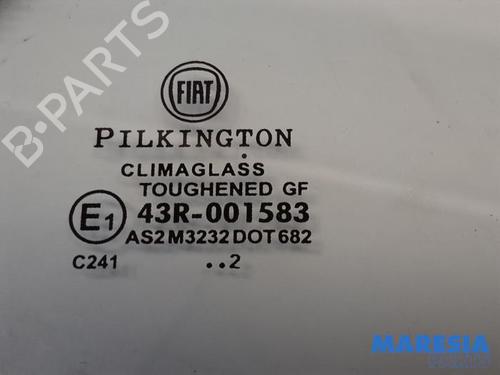 FIAT
PILKINGTON
CLIMAGLASS
TOUGHENED GF
E1 43R-001583
AS2 M3232 DOT 682
C241 ..2
B-PARTS
MARESIA